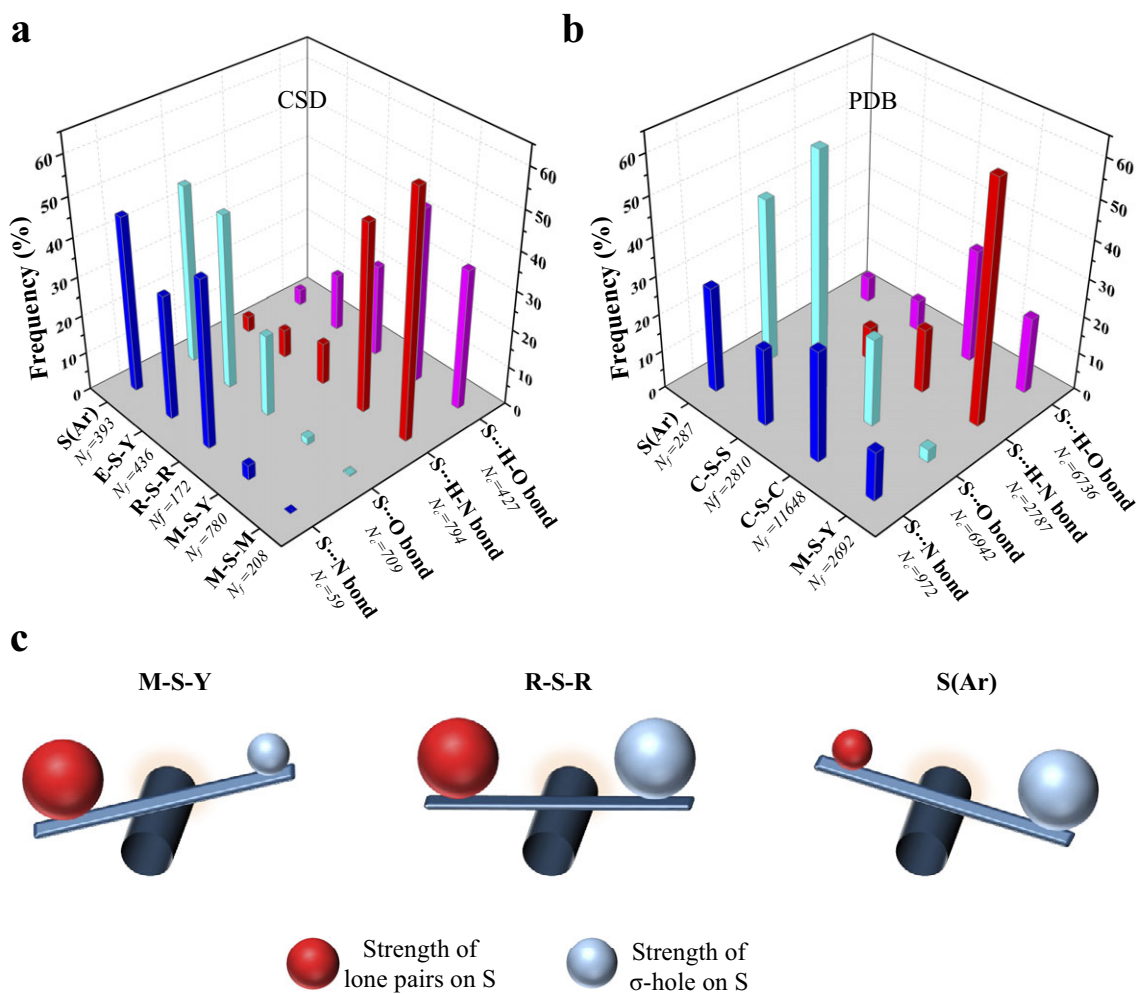 a
CSD
Frequency (%)
0
10
20
30
40
50
60
0
10
20
30
40
50
60
S(Ar)
Nf=393
E-S-Y
Nf=436
R-S-R
Nf=172
M-S-Y
Nf=780
M-S-M
Nf=208
S···N bond
Nc=59
S···O bond
Nc=709
S···H-N bond
Nc=794
S···H-O bond
Nc=427
b
PDB
Frequency (%)
0
10
20
30
40
50
60
0
10
20
30
40
50
60
S(Ar)
Nf=287
C-S-S
Nf=2810
C-S-C
Nf=11648
M-S-Y
Nf=2692
S···N bond
Nc=972
S···O bond
Nc=6942
S···H-N bond
Nc=2787
S···H-O bond
Nc=6736
c
M-S-Y
R-S-R
S(Ar)
Strength of
lone pairs on S
Strength of
σ-hole on S